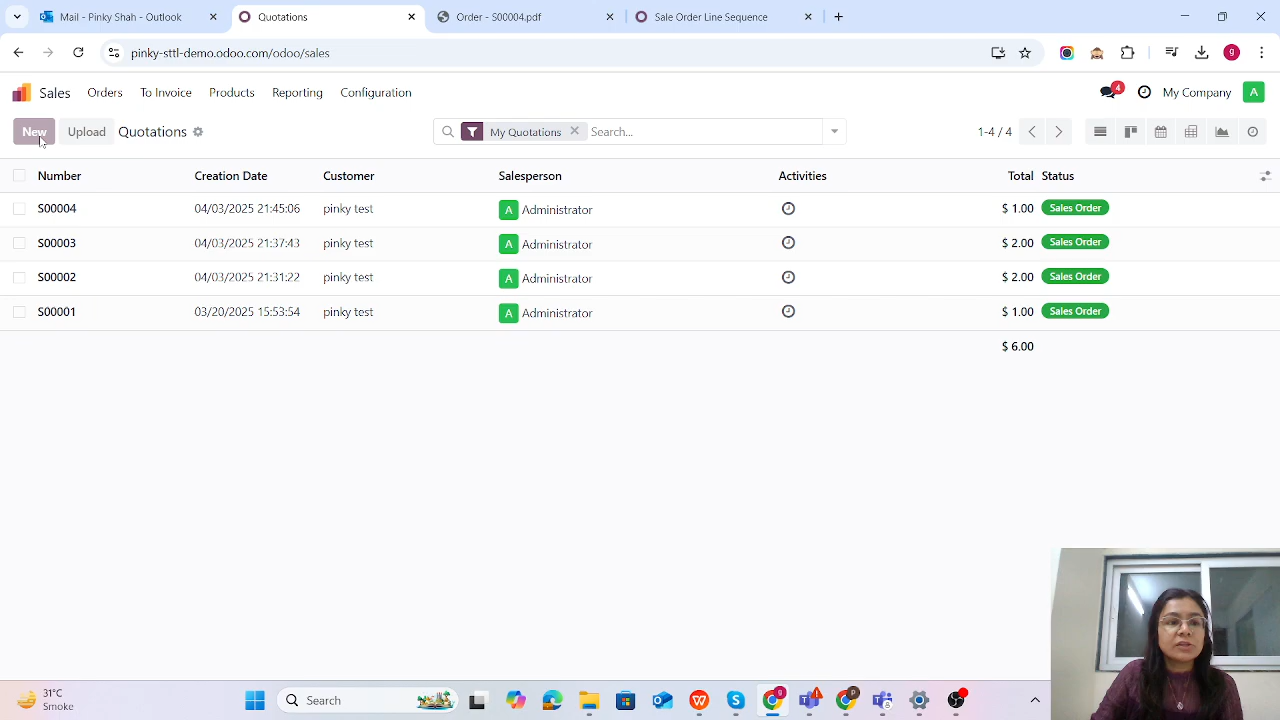 Mail - Pinky Shah - Outlook
Quotations
Order - S00004.pdf
Sale Order Line Sequence
pinky-sttl-demo.odoo.com/odoo/sales
g
Sales Orders To Invoice Products Reporting Configuration
4 My Company A
New Upload Quotations My Quotations Search... 1-4 / 4
Number Creation Date Customer Salesperson Activities Total Status
S00004 04/03/2025 21:45:06 pinky test A Administrator $ 1.00 Sales Order
S00003 04/03/2025 21:37:43 pinky test A Administrator $ 2.00 Sales Order
S00002 04/03/2025 21:31:22 pinky test A Administrator $ 2.00 Sales Order
S00001 03/20/2025 15:53:23 pinky test A Administrator $ 1.00 Sales Order
$ 6.00
31°C
Smoke
Search